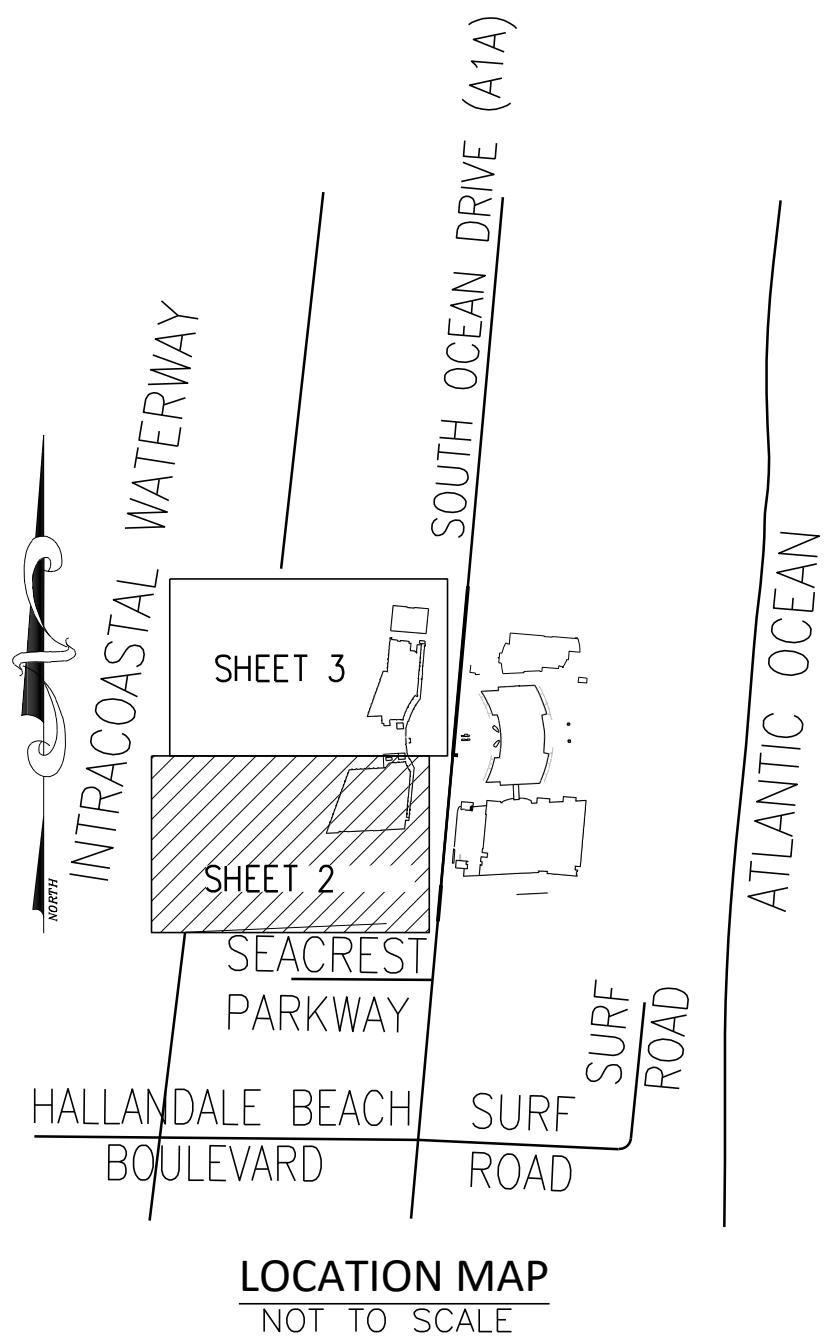 SOUTH OCEAN DRIVE (A1A)
INTRACOASTAL WATERWAY
ATLANTIC OCEAN
SHEET 3
SHEET 2
NORTH
SEACREST
PARKWAY
SURF
ROAD
HALLANDALE BEACH
BOULEVARD
SURF
ROAD
LOCATION MAP
NOT TO SCALE